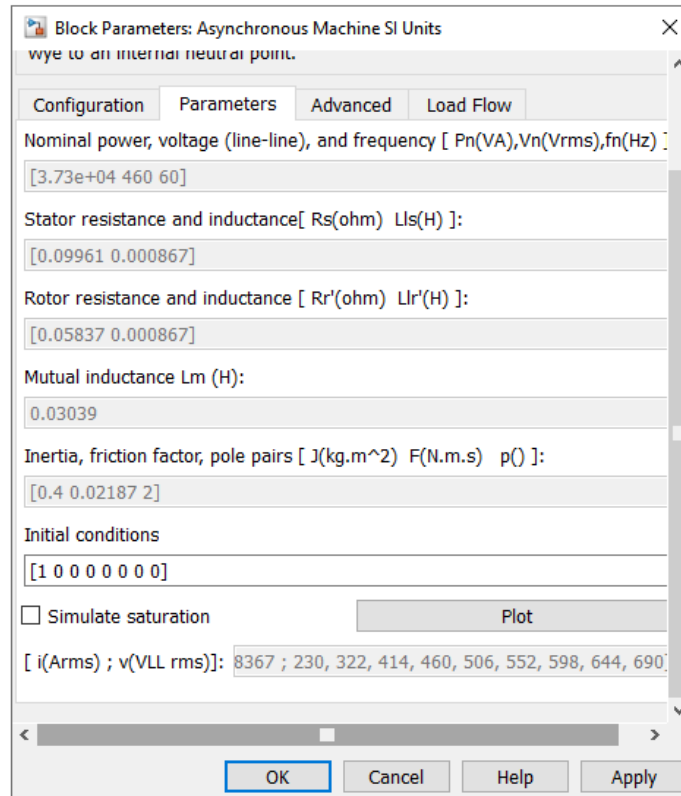 Block Parameters: Asynchronous Machine SI Units
wye to an internal neutral point.
Configuration Parameters Advanced Load Flow
Nominal power, voltage (line-line), and frequency [ Pn(VA),Vn(Vrms),fn(Hz) ]
[3.73e+04 460 60]
Stator resistance and inductance[ Rs(ohm) Lls(H) ]:
[0.09961 0.000867]
Rotor resistance and inductance [ Rr'(ohm) Llr'(H) ]:
[0.05837 0.000867]
Mutual inductance Lm (H):
0.03039
Inertia, friction factor, pole pairs [ J(kg.m^2) F(N.m.s) p() ]:
[0.4 0.02187 2]
Initial conditions
[1 0 0 0 0 0 0 0]
Simulate saturation Plot
[ i(Arms) ; v(VLL rms)]: 8367 ; 230, 322, 414, 460, 506, 552, 598, 644, 690]
OK Cancel Help Apply